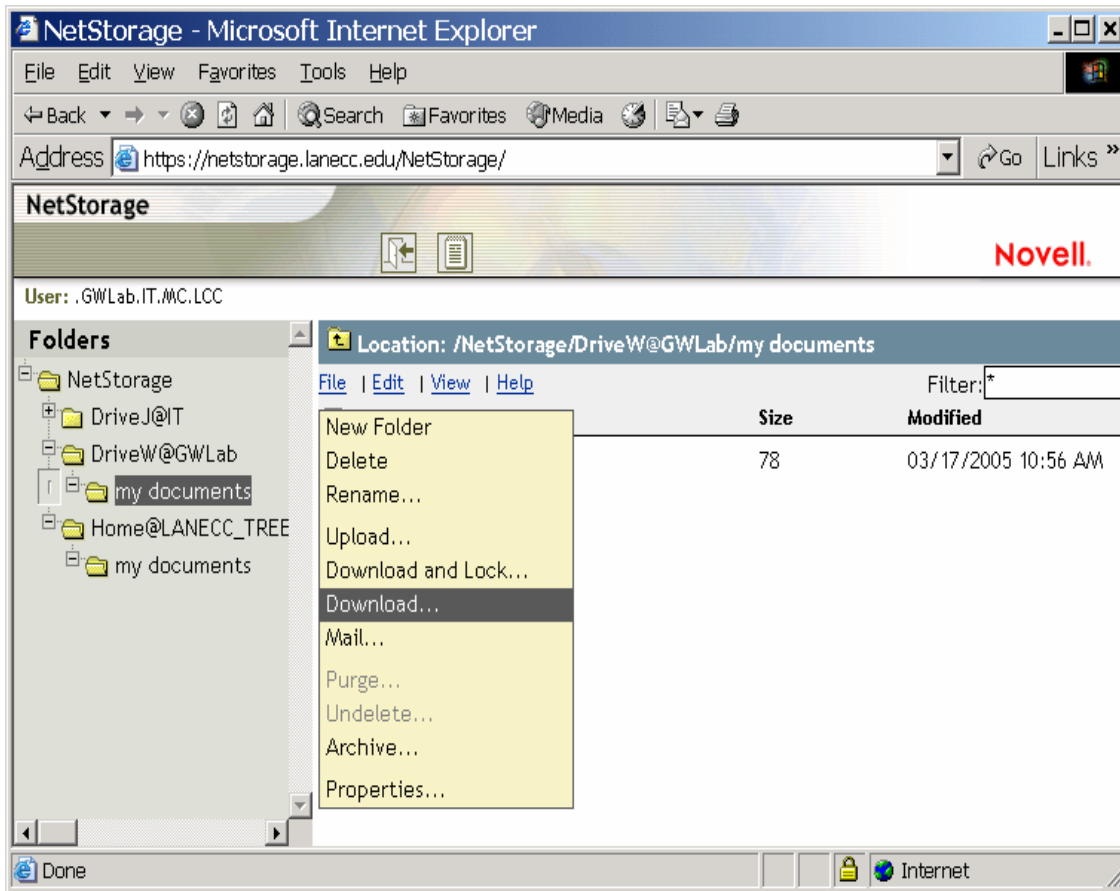 NetStorage - Microsoft Internet Explorer
File Edit View Favorites Tools Help
Back Search Favorites Media
Address https://netstorage.lanecc.edu/NetStorage/ Go Links »
NetStorage
Novell.
User: .GWLab.IT.MC.LCC
Folders
NetStorage
DriveJ@IT
DriveW@GWLab
my documents
Home@LANECC_TREE
my documents
Location: /NetStorage/DriveW@GWLab/my documents
File | Edit | View | Help Filter: *
Size Modified
78 03/17/2005 10:56 AM
New Folder
Delete
Rename...
Upload...
Download and Lock...
Download...
Mail...
Purge...
Undelete...
Archive...
Properties...
Done Internet